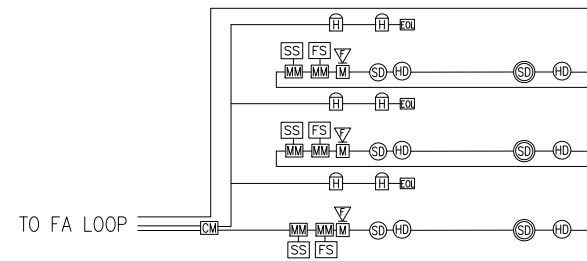 H H EOL
SS FS F
MM MM M SD HD SD HD
H H EOL
SS FS F
MM MM M SD HD SD HD
H H EOL
F
TO FA LOOP CM MM MM M SD HD SD HD
SS FS